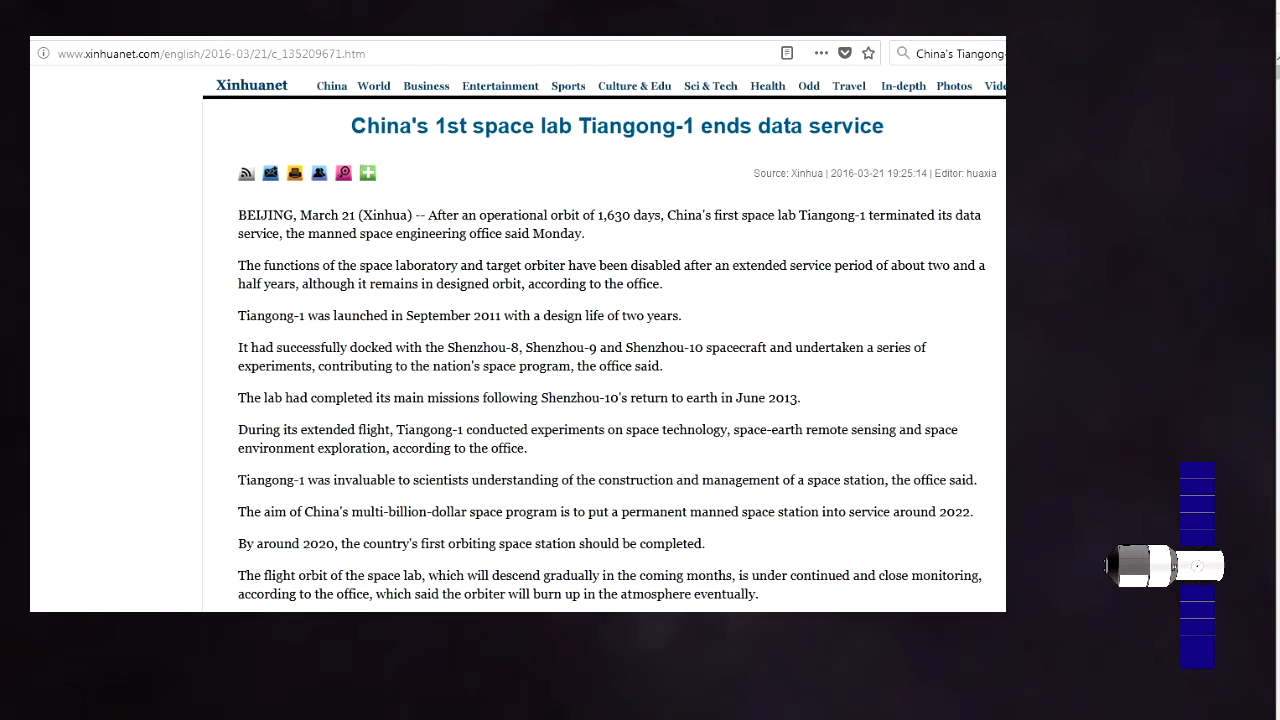 www.xinhuanet.com/english/2016-03/21/c_135209671.htm
China's Tiangong-
Xinhuanet China World Business Entertainment Sports Culture & Edu Sci & Tech Health Odd Travel In-depth Photos
China's 1st space lab Tiangong-1 ends data service
Source: Xinhua | 2016-03-21 19:25:14 | Editor: huaxia
BEIJING, March 21 (Xinhua) -- After an operational orbit of 1,630 days, China's first space lab Tiangong-1 terminated its data
service, the manned space engineering office said Monday.
The functions of the space laboratory and target orbiter have been disabled after an extended service period of about two and a
half years, although it remains in designed orbit, according to the office.
Tiangong-1 was launched in September 2011 with a design life of two years.
It had successfully docked with the Shenzhou-8, Shenzhou-9 and Shenzhou-10 spacecraft and undertaken a series of
experiments, contributing to the nation's space program, the office said.
The lab had completed its main missions following Shenzhou-10's return to earth in June 2013.
During its extended flight, Tiangong-1 conducted experiments on space technology, space-earth remote sensing and space
environment exploration, according to the office.
Tiangong-1 was invaluable to scientists understanding of the construction and management of a space station, the office said.
The aim of China's multi-billion-dollar space program is to put a permanent manned space station into service around 2022.
By around 2020, the country's first orbiting space station should be completed.
The flight orbit of the space lab, which will descend gradually in the coming months, is under continued and close monitoring,
according to the office, which said the orbiter will burn up in the atmosphere eventually.